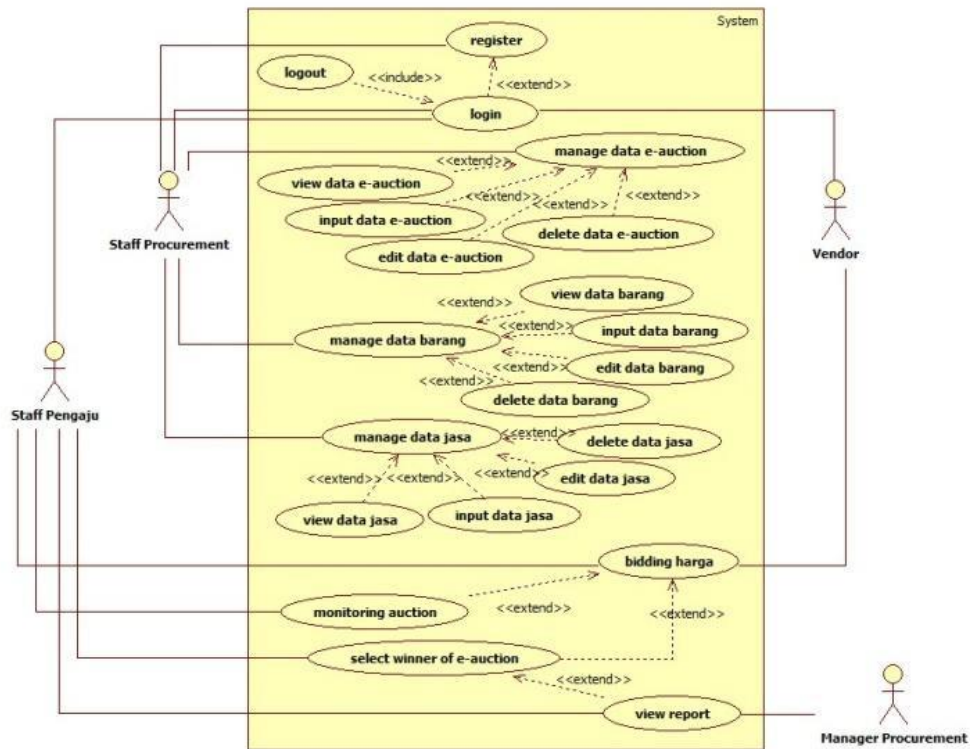 System
register
logout
<<include>>
<<extend>>
login
manage data e-auction
<<extend>>
view data e-auction
<<extend>>
<<extend>>
<<extend>>
input data e-auction
delete data e-auction
edit data e-auction
Staff Procurement
Vendor
view data barang
<<extend>>
<<extend>>
input data barang
manage data barang
<<extend>>
edit data barang
<<extend>>
delete data barang
Staff Pengaju
manage data jasa
<<extend>>
delete data jasa
<<extend>>
<<extend>>
<<extend>>
edit data jasa
view data jasa
input data jasa
bidding harga
monitoring auction
<<extend>>
<<extend>>
select winner of e-auction
<<extend>>
view report
Manager Procurement